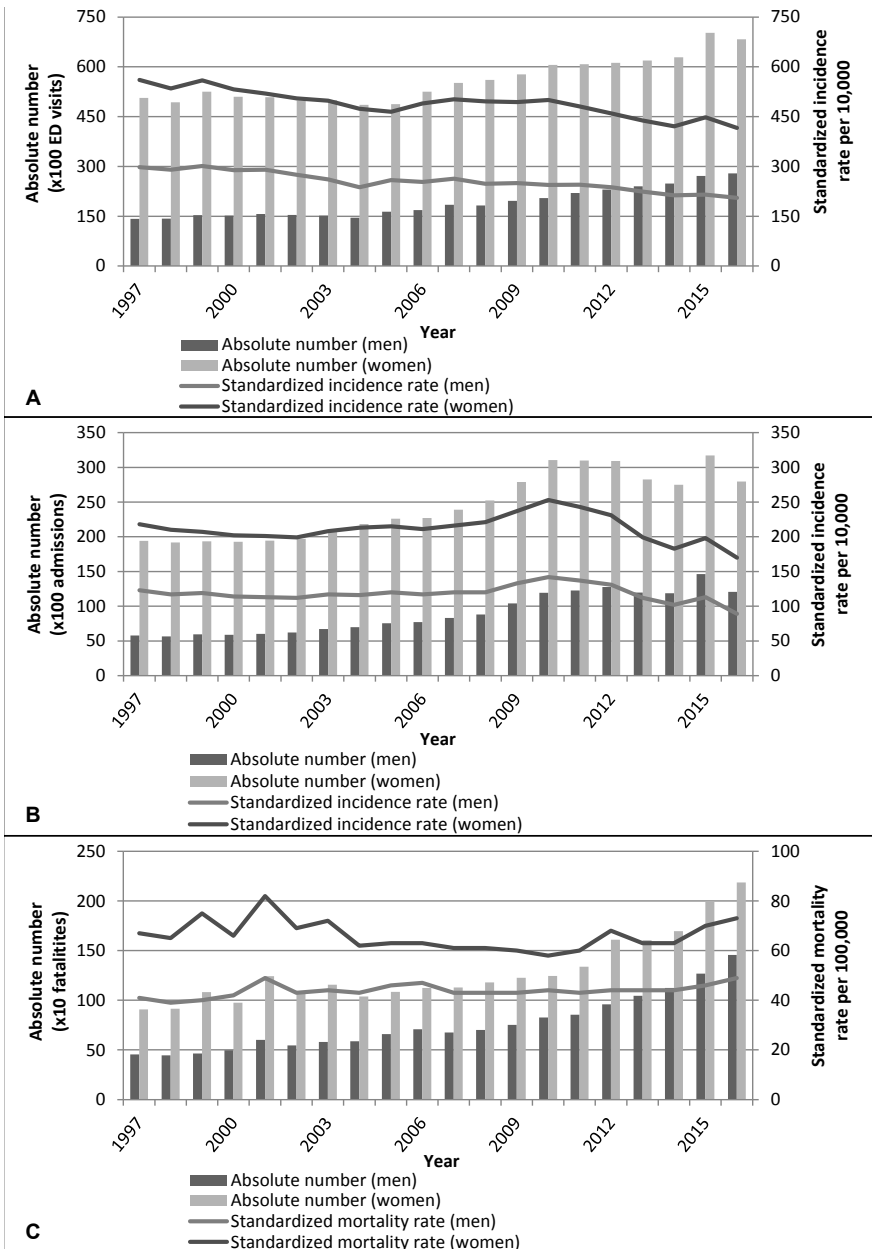 750
600
450
300
150
0
Absolute number
(x100 ED visits)
750
600
450
300
150
0
Standardized incidence
rate per 10,000
1997
2000
2003
2006
2009
2012
2015
Year
Absolute number (men)
Absolute number (women)
Standardized incidence rate (men)
Standardized incidence rate (women)
A
350
300
250
200
150
100
50
0
Absolute number
(x100 admissions)
350
300
250
200
150
100
50
0
Standardized incidence
rate per 10,000
1997
2000
2003
2006
2009
2012
2015
Year
Absolute number (men)
Absolute number (women)
Standardized incidence rate (men)
Standardized incidence rate (women)
B
250
200
150
100
50
0
Absolute number
(x10 fatalitites)
100
80
60
40
20
0
Standardized mortality
rate per 100,000
1997
2000
2003
2006
2009
2012
2015
Year
Absolute number (men)
Absolute number (women)
Standardized mortality rate (men)
Standardized mortality rate (women)
C